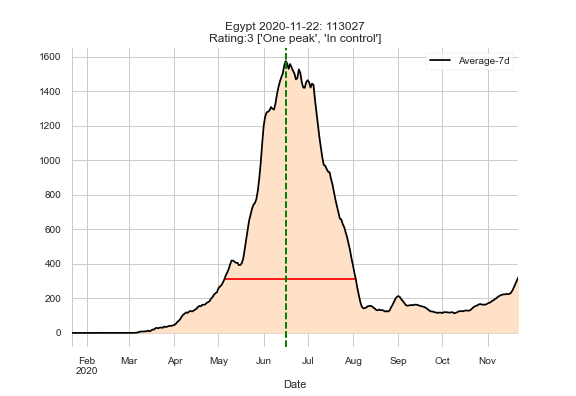 Egypt 2020-11-22: 113027
Rating:3 ['One peak', 'In control']
Average-7d
1600
1400
1200
1000
800
600
400
200
0
Feb Mar Apr May Jun Jul Aug Sep Oct Nov
2020
Date